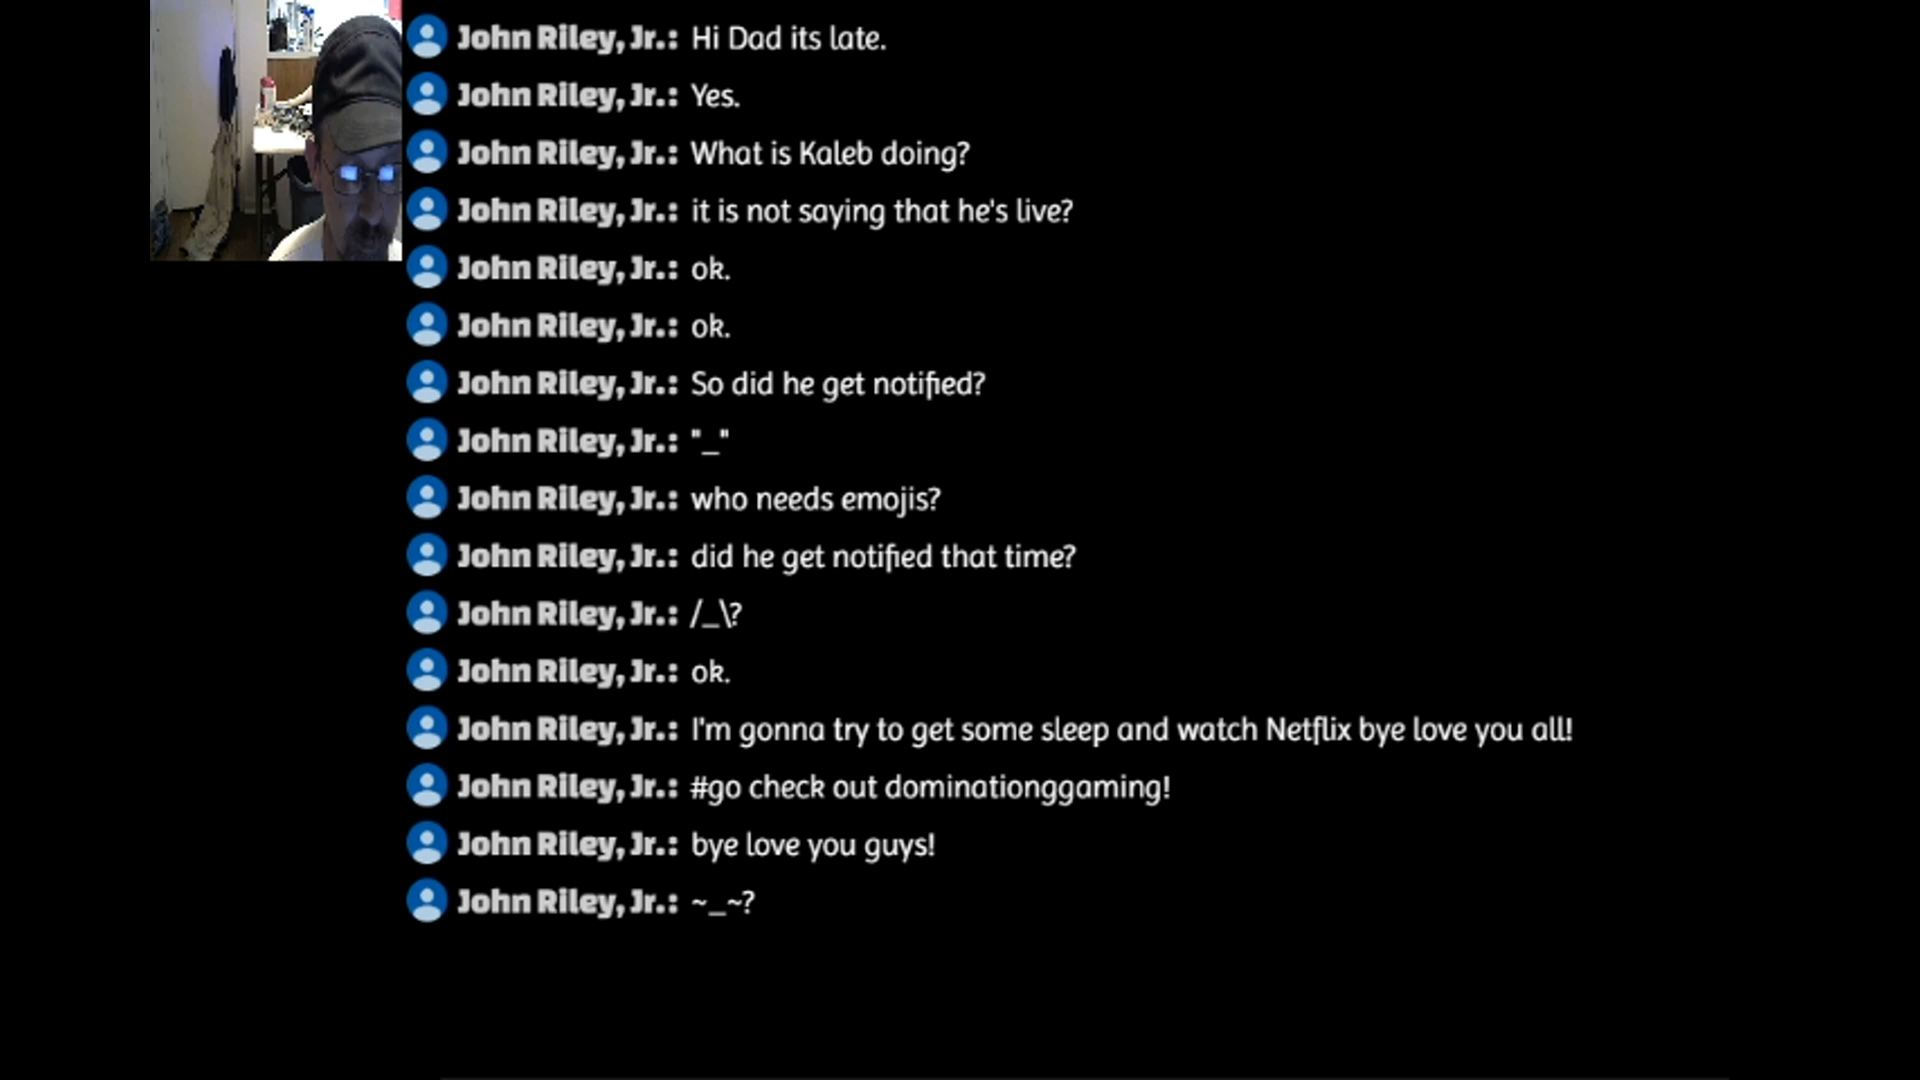 John Riley, Jr.: Hi Dad its late.
John Riley, Jr.: Yes.
John Riley, Jr.: What is Kaleb doing?
John Riley, Jr.: it is not saying that he's live?
John Riley, Jr.: ok.
John Riley, Jr.: ok.
John Riley, Jr.: So did he get notified?
John Riley, Jr.: "_"
John Riley, Jr.: who needs emojis?
John Riley, Jr.: did he get notified that time?
John Riley, Jr.: /_\?
John Riley, Jr.: ok.
John Riley, Jr.: I'm gonna try to get some sleep and watch Netflix bye love you all!
John Riley, Jr.: #go check out dominationggaming!
John Riley, Jr.: bye love you guys!
John Riley, Jr.: ~_~?